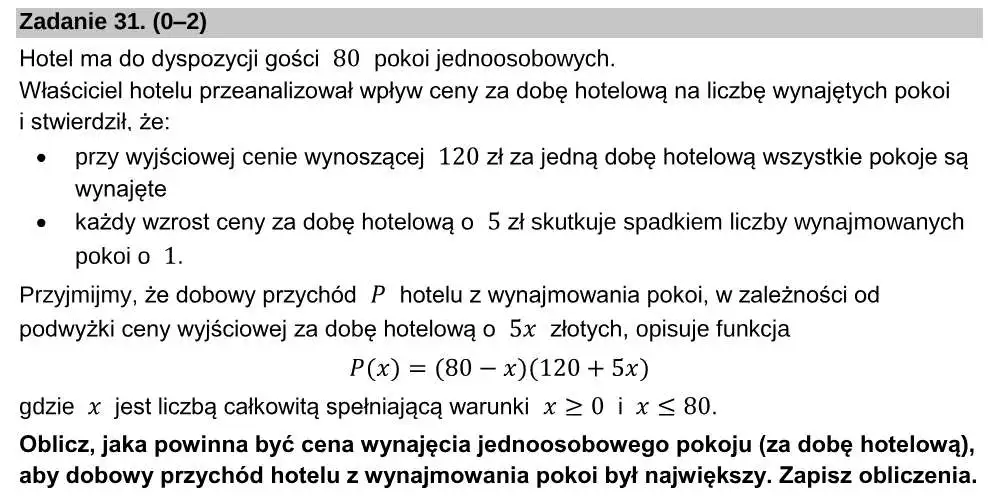 Zadanie 31. (0–2)
Hotel ma do dyspozycji gości 80 pokoi jednoosobowych.
Właściciel hotelu przeanalizował wpływ ceny za dobę hotelową na liczbę wynajętych pokoi
i stwierdził, że:
• przy wyjściowej cenie wynoszącej 120 zł za jedną dobę hotelową wszystkie pokoje są
wynajęte
• każdy wzrost ceny za dobę hotelową o 5 zł skutkuje spadkiem liczby wynajmowanych
pokoi o 1.
Przyjmijmy, że dobowy przychód P hotelu z wynajmowania pokoi, w zależności od
podwyżki ceny wyjściowej za dobę hotelową o 5x złotych, opisuje funkcja
P(x) = (80 − x)(120 + 5x)
gdzie x jest liczbą całkowitą spełniającą warunki x ≥ 0 i x ≤ 80.
Oblicz, jaka powinna być cena wynajęcia jednoosobowego pokoju (za dobę hotelową),
aby dobowy przychód hotelu z wynajmowania pokoi był największy. Zapisz obliczenia.